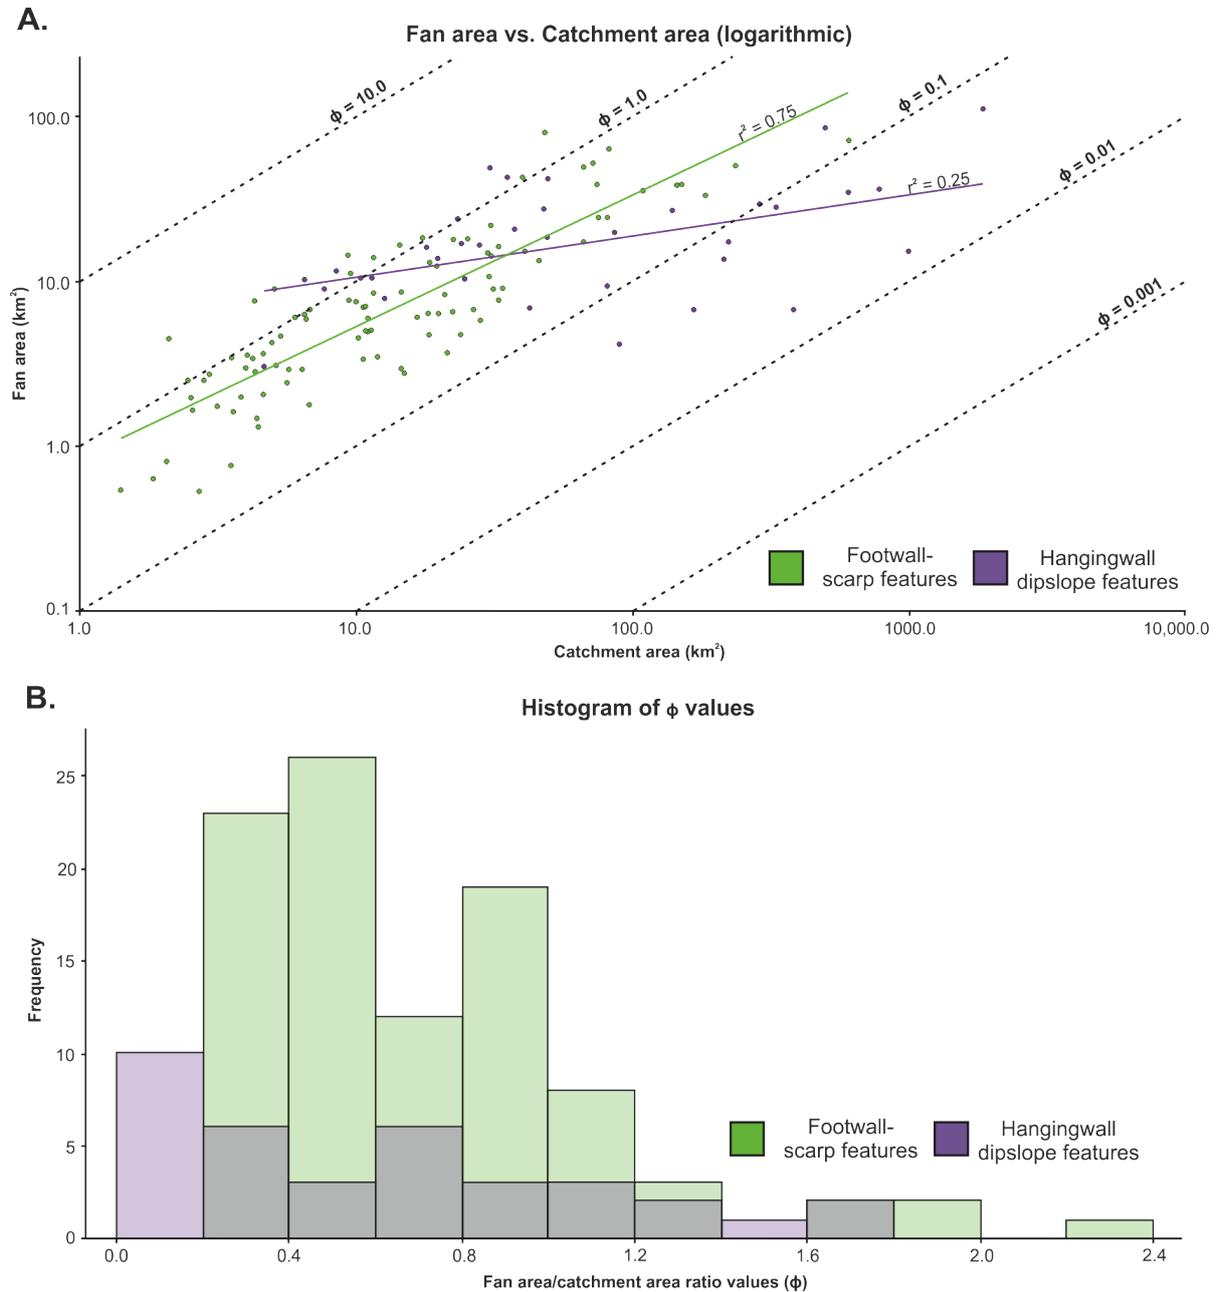 A.
Fan area vs. Catchment area (logarithmic)
ϕ = 10.0
ϕ = 1.0
ϕ = 0.1
r² = 0.75
ϕ = 0.01
r² = 0.25
ϕ = 0.001
100.0
10.0
1.0
0.1
Fan area (km²)
Footwall-
scarp features
Hangingwall
dipslope features
1.0 10.0 100.0 1000.0 10,000.0
Catchment area (km²)
B.
Histogram of ϕ values
25
20
15
10
5
0
Frequency
Footwall-
scarp features
Hangingwall
dipslope features
0.0 0.4 0.8 1.2 1.6 2.0 2.4
Fan area/catchment area ratio values (ϕ)